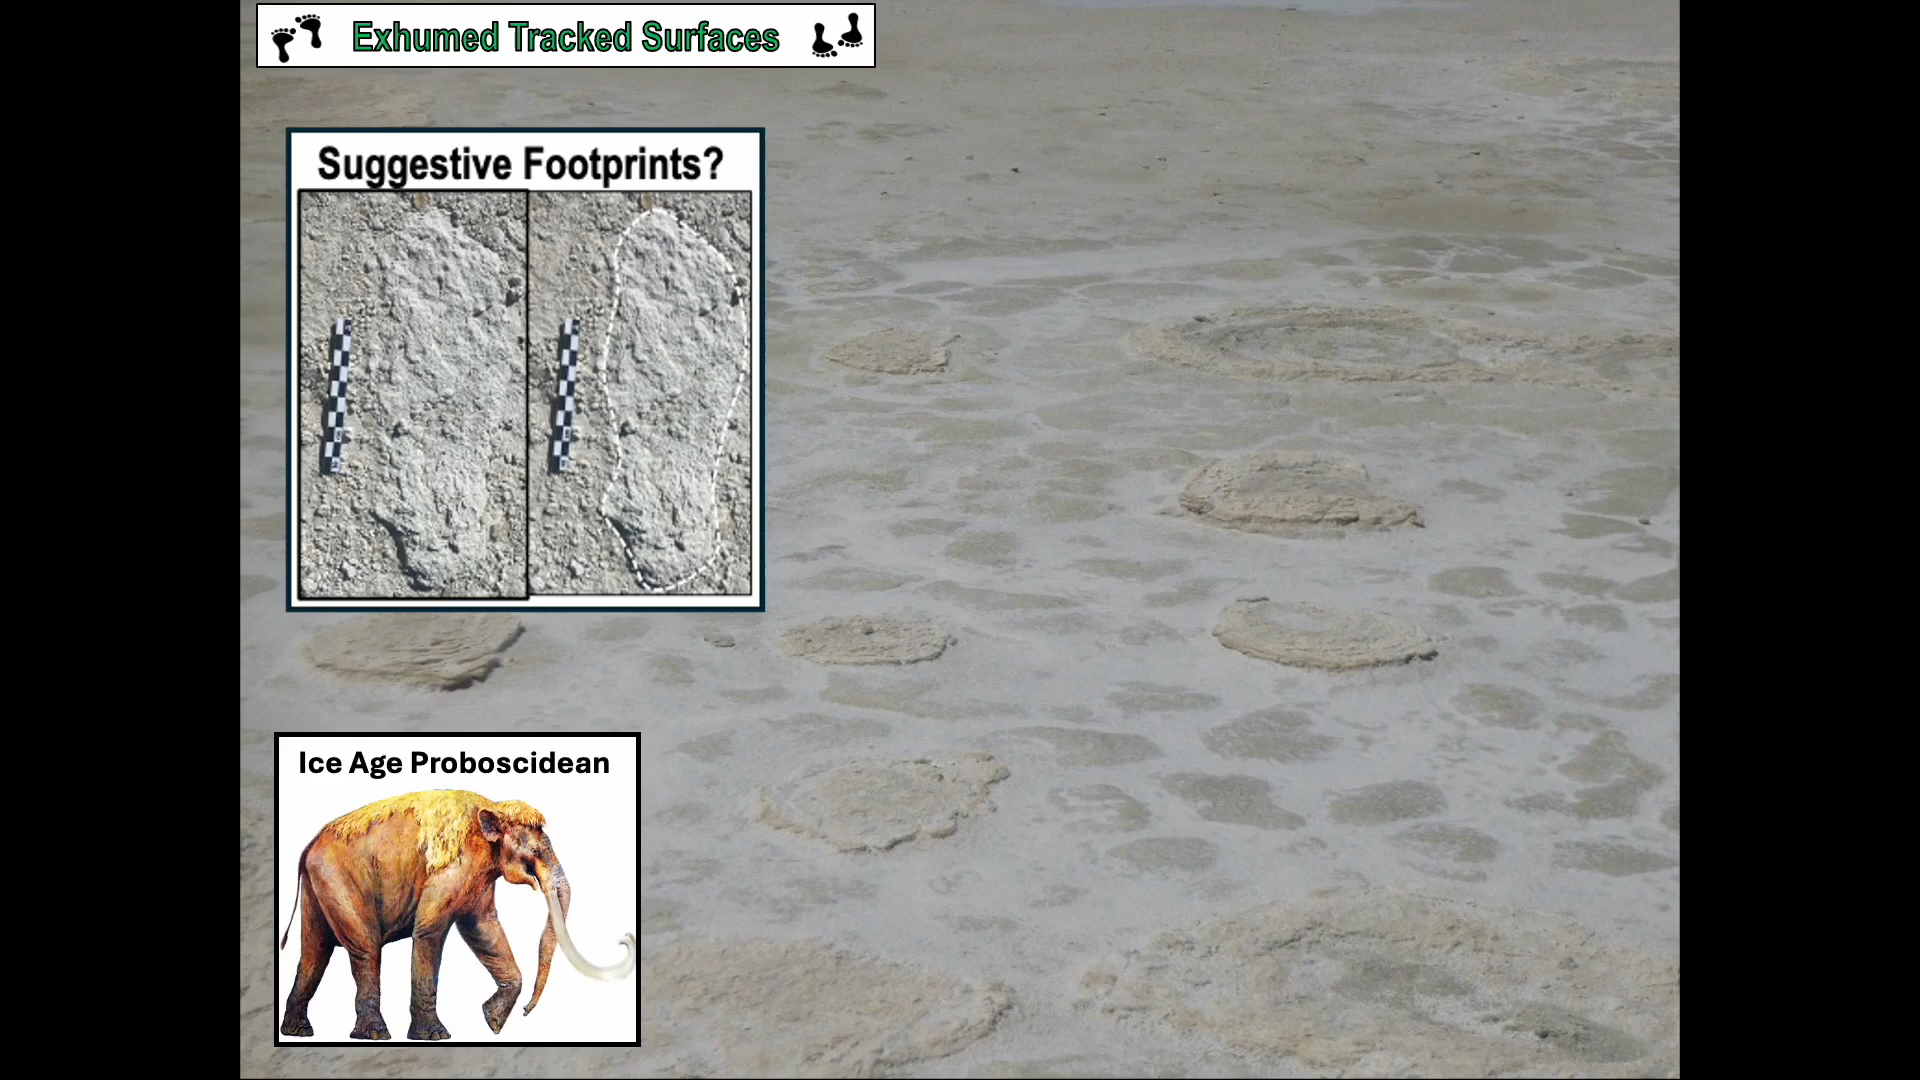 Exhumed Tracked Surfaces
Suggestive Footprints?
Ice Age Proboscidean